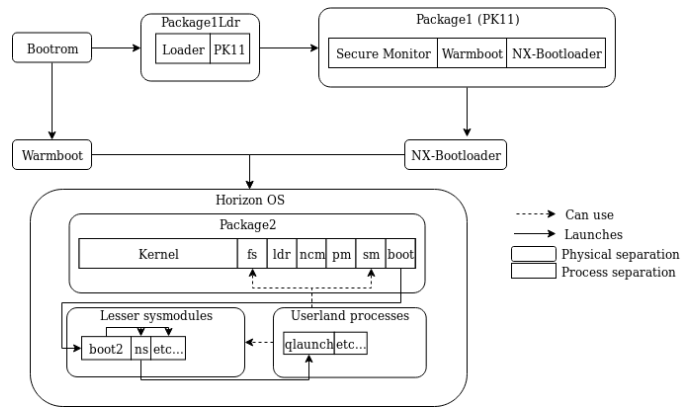 Package1Ldr
Package1 (PK11)
Bootrom
Loader
PK11
Secure Monitor
Warmboot
NX-Bootloader
Warmboot
NX-Bootloader
Horizon OS
Package2
Kernel
fs
ldr
ncm
pm
sm
boot
Can use
Launches
Physical separation
Process separation
Lesser sysmodules
Userland processes
boot2
ns
etc...
qlaunch
etc...